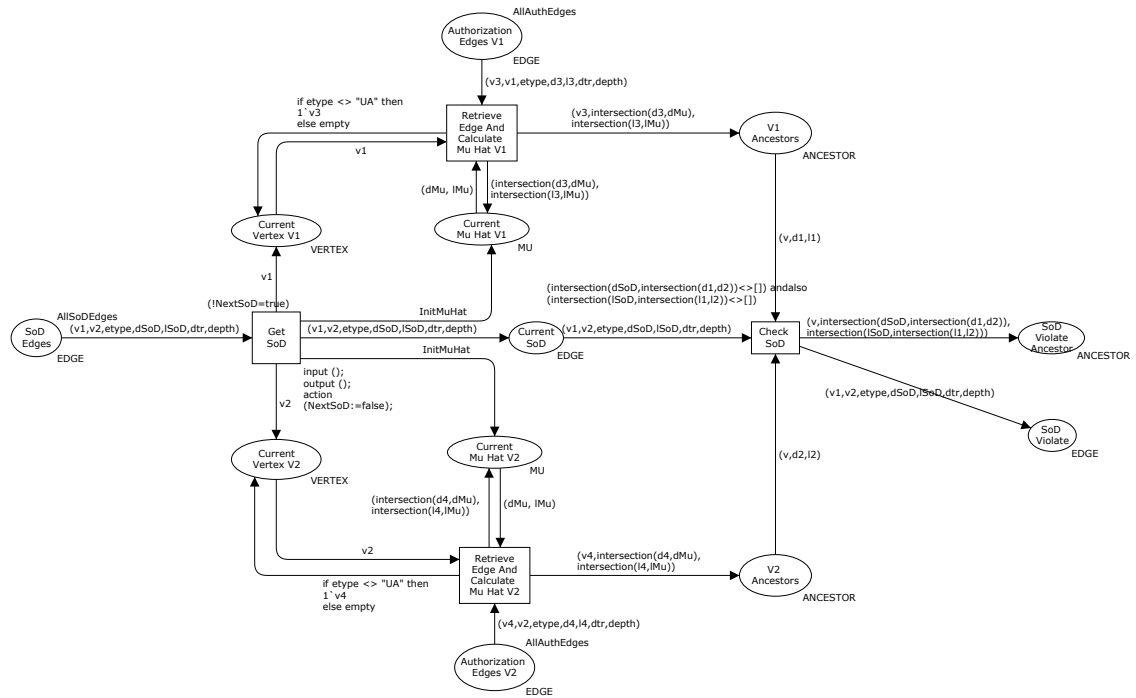 AllAuthEdges
Authorization
Edges V1
EDGE
(v3,v1,etype,d3,l3,dtr,depth)
if etype <> "UA" then
1`v3
else empty
Retrieve
Edge And
Calculate
Mu Hat V1
(v3,intersection(d3,dMu),
intersection(l3,lMu))
V1
Ancestors
ANCESTOR
v1
(dMu, lMu)
(intersection(d3,dMu),
intersection(l3,lMu))
Current
Vertex V1
VERTEX
Current
Mu Hat V1
MU
v1
(v,d1,l1)
(!NextSoD=true)
InitMuHat
(intersection(dSoD,intersection(d1,d2))<>[]) andalso
(intersection(lSoD,intersection(l1,l2))<>[])
AllSoDEdges
(v1,v2,etype,dSoD,lSoD,dtr,depth)
SoD
Edges
EDGE
Get
SoD
(v1,v2,etype,dSoD,lSoD,dtr,depth)
Current
SoD
EDGE
(v1,v2,etype,dSoD,lSoD,dtr,depth)
Check
SoD
(v,intersection(dSoD,intersection(d1,d2)),
intersection(lSoD,intersection(l1,l2)))
SoD
Violate
Ancestor
ANCESTOR
InitMuHat
input ();
output ();
action
(NextSoD:=false);
v2
(v1,v2,etype,dSoD,lSoD,dtr,depth)
SoD
Violate
EDGE
Current
Vertex V2
VERTEX
Current
Mu Hat V2
MU
(v,d2,l2)
(intersection(d4,dMu),
intersection(l4,lMu))
(dMu, lMu)
v2
Retrieve
Edge And
Calculate
Mu Hat V2
(v4,intersection(d4,dMu),
intersection(l4,lMu))
V2
Ancestors
ANCESTOR
if etype <> "UA" then
1`v4
else empty
(v4,v2,etype,d4,l4,dtr,depth)
AllAuthEdges
Authorization
Edges V2
EDGE